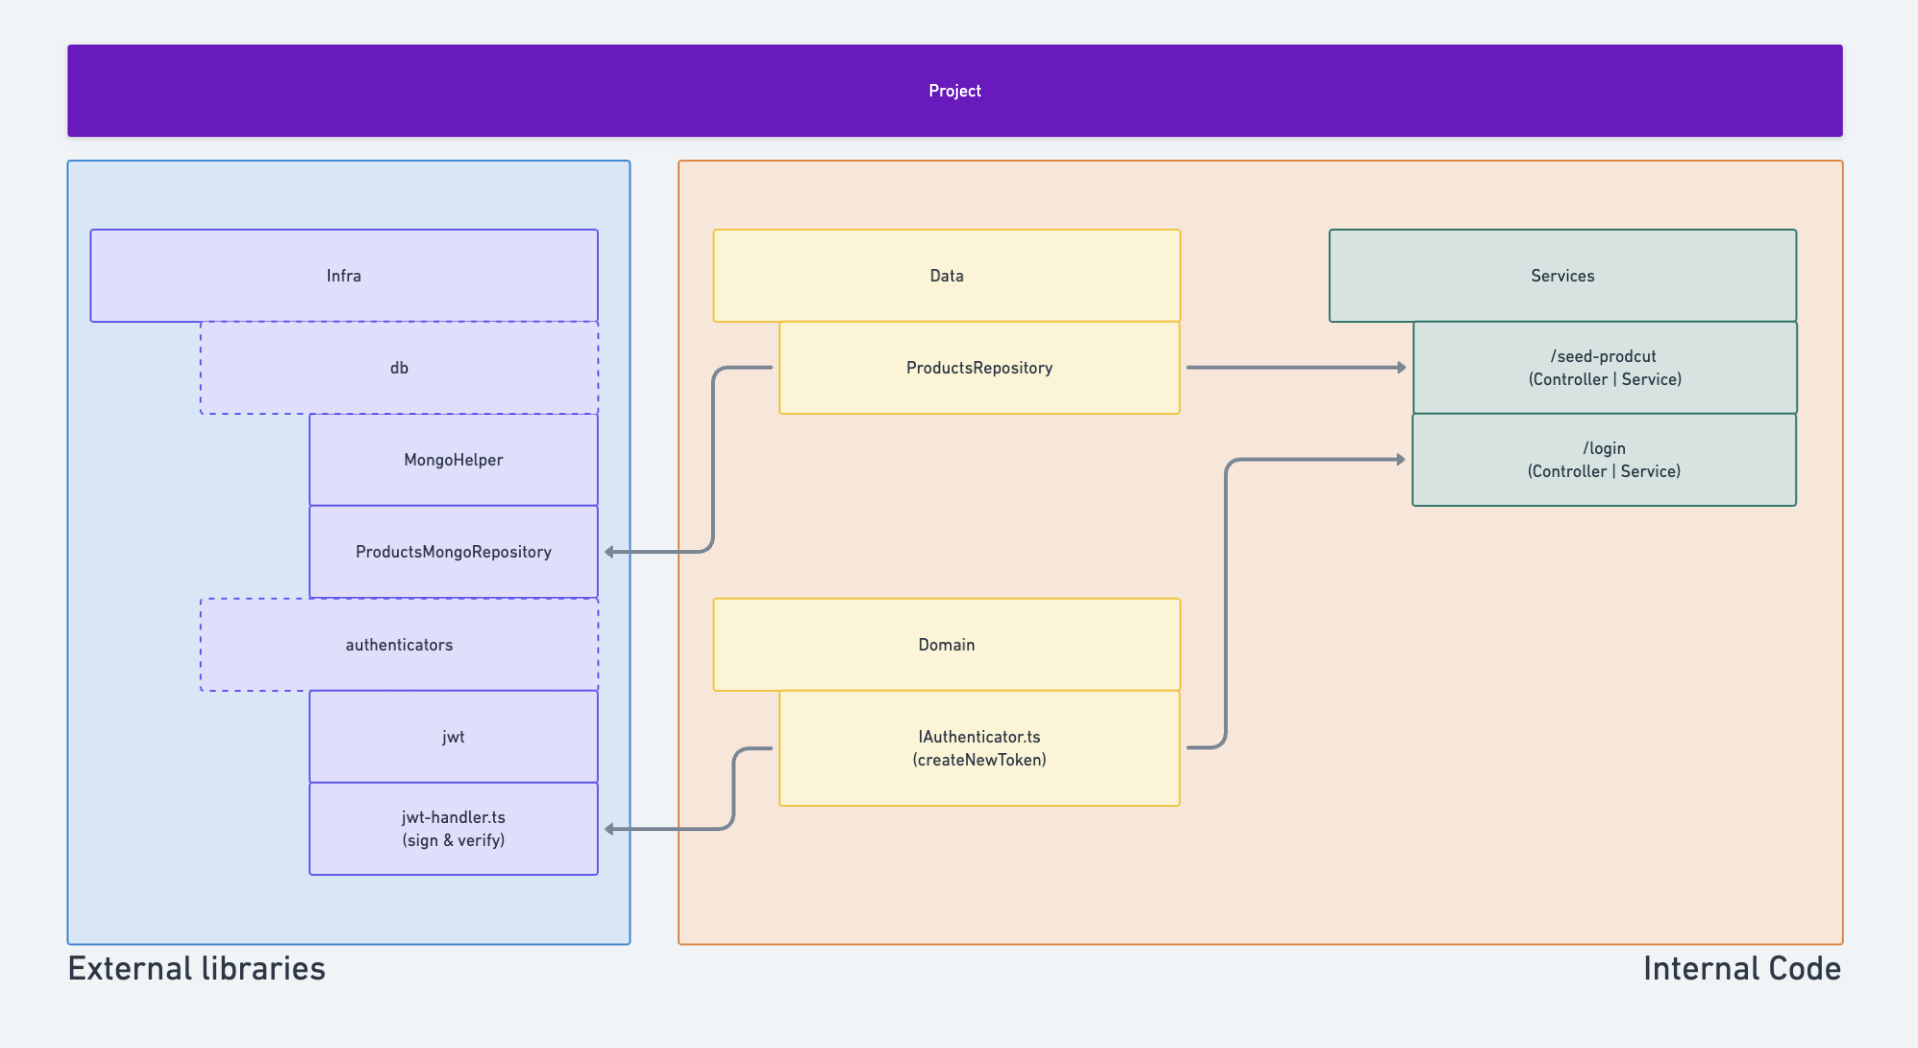 Project
Infra
db
MongoHelper
ProductsMongoRepository
authenticators
jwt
jwt-handler.ts
(sign & verify)
Data
ProductsRepository
Domain
IAuthenticator.ts
(createNewToken)
Services
/seed-prodcut
(Controller | Service)
/login
(Controller | Service)
External libraries
Internal Code